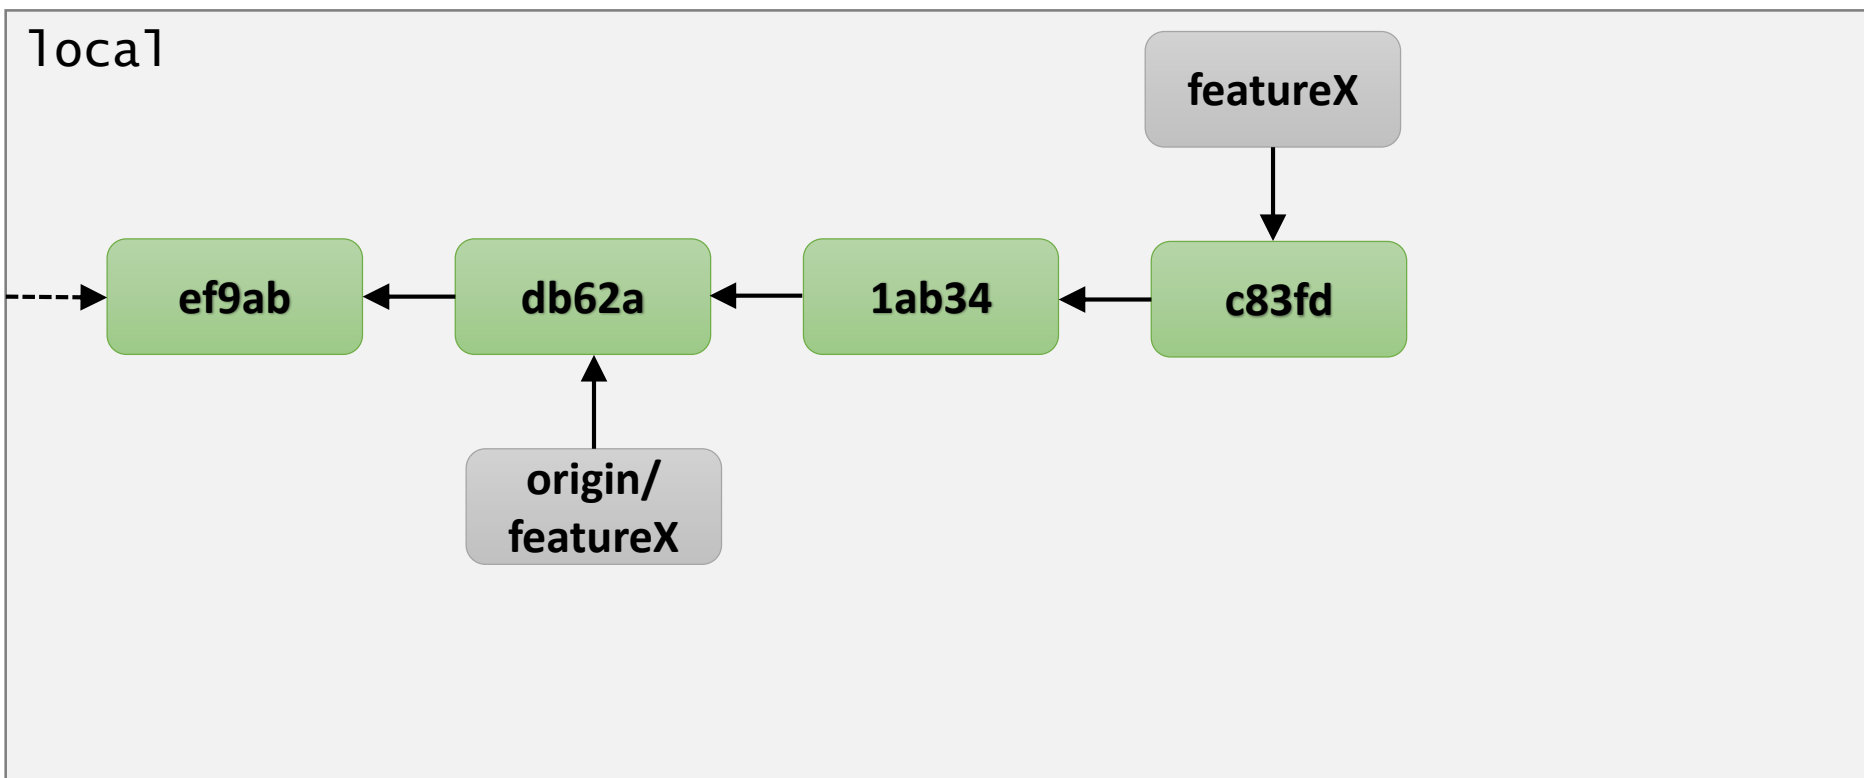 local
featureX
ef9ab
db62a
1ab34
c83fd
origin/
featureX